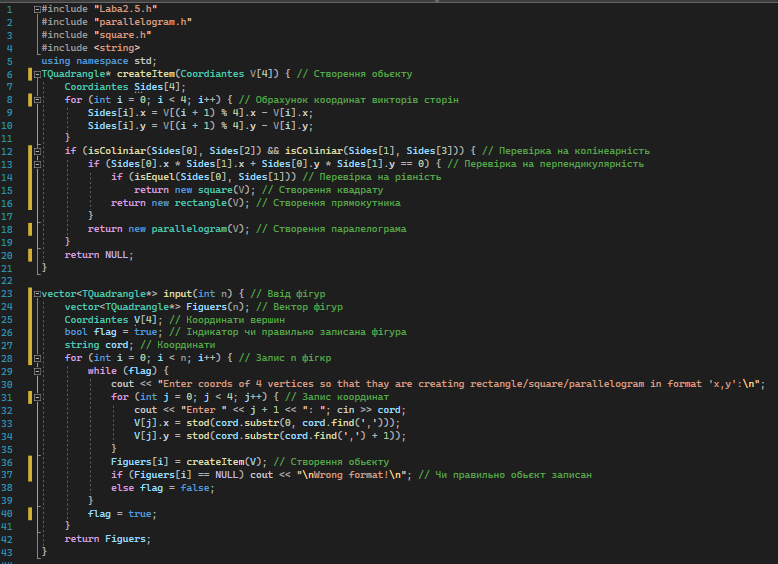 1 #include "Laba2.5.h"
2 #include "parallelogram.h"
3 #include "square.h"
4 #include <string>
5 using namespace std;
6 TQuadrangle* createItem(Coordiantes V[4]) { // Створення обьєкту
7 Coordiantes Sides[4];
8 for (int i = 0; i < 4; i++) { // Обрахунок координат векторів сторін
9 Sides[i].x = V[(i + 1) % 4].x - V[i].x;
10 Sides[i].y = V[(i + 1) % 4].y - V[i].y;
11 }
12 if (isColiniar(Sides[0], Sides[2]) && isColiniar(Sides[1], Sides[3])) { // Перевірка на колінеарність
13 if (Sides[0].x * Sides[1].x + Sides[0].y * Sides[1].y == 0) { // Перевірка на перпендикулярність
14 if (isEquel(Sides[0], Sides[1])) // Перевірка на рівність
15 return new square(V); // Створення квадрату
16 return new rectangle(V); // Створення прямокутника
17 }
18 return new parallelogram(V); // Створення паралелограма
19 }
20 return NULL;
21 }
22
23 vector<TQuadrangle*> input(int n) { // Ввід фігур
24 vector<TQuadrangle*> Figuers(n); // Вектор фігур
25 Coordiantes V[4]; // Координати вершин
26 bool flag = true; // Індикатор чи правильно записана фігура
27 string cord; // Координати
28 for (int i = 0; i < n; i++) { // Запис n фігкр
29 while (flag) {
30 cout << "Enter coords of 4 vertices so that thay are creating rectangle/square/parallelogram in format 'x,y':\n";
31 for (int j = 0; j < 4; j++) { // Запис координат
32 cout << "Enter " << j + 1 << ": "; cin >> cord;
33 V[j].x = stod(cord.substr(0, cord.find(',')));
34 V[j].y = stod(cord.substr(cord.find(',') + 1));
35 }
36 Figuers[i] = createItem(V); // Створення обьєкту
37 if (Figuers[i] == NULL) cout << "\nWrong format!\n"; // Чи правильно обьєкт записан
38 else flag = false;
39 }
40 flag = true;
41 }
42 return Figuers;
43 }